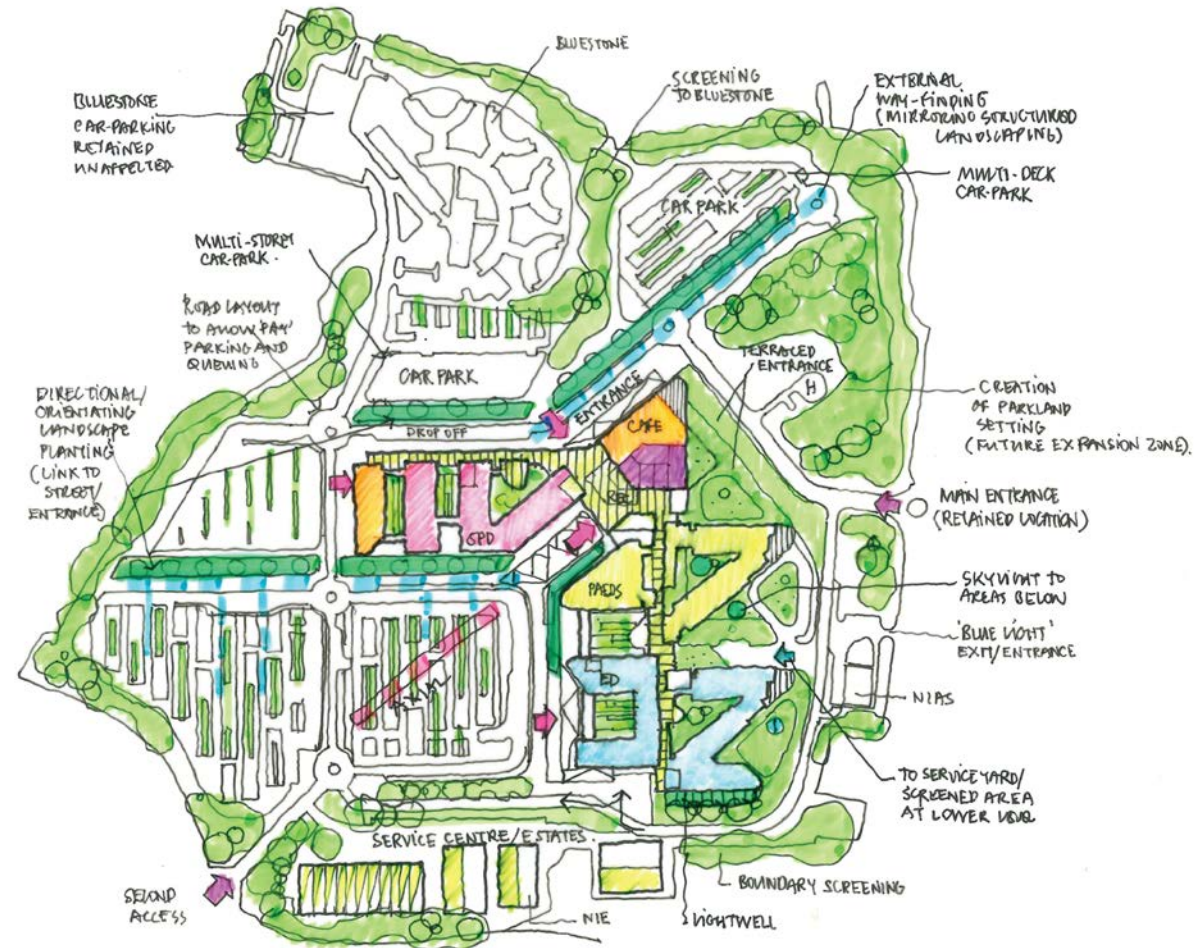 BLUESTONE
BLUESTONE
CAR-PARKING
RETAINED
UNAFFECTED
SCREENING
TO BLUESTONE
EXTERNAL
WAY-FINDING
(MIRRORING STRUCTURED
LANDSCAPING)
MULTI-DECK
CAR-PARK
CAR PARK
MULTI-STOREY
CAR-PARK.
ROAD LAYOUT
TO ALLOW 'PAY'
PARKING AND
QUEUING
CAR PARK
TERRACED
ENTRANCE
H
DIRECTIONAL/
ORIENTATING
LANDSCAPE
PLANTING
(LINK TO
STREET/
ENTRANCE)
ENTRANCE
DROP OFF
CAFE
CREATION
OF PARKLAND
SETTING
(FUTURE EXPANSION ZONE).
REC
MAIN ENTRANCE
(RETAINED LOCATION)
OPD
PAEDS
SKYLIGHT TO
AREAS BELOW
'BLUE LIGHT'
EXIT/ENTRANCE
ED
NIAS
TO SERVICE YARD/
SCREENED AREA
AT LOWER LEVEL
SERVICE CENTRE/ESTATES.
BOUNDARY SCREENING
SECOND
ACCESS
NIE
LIGHTWELL